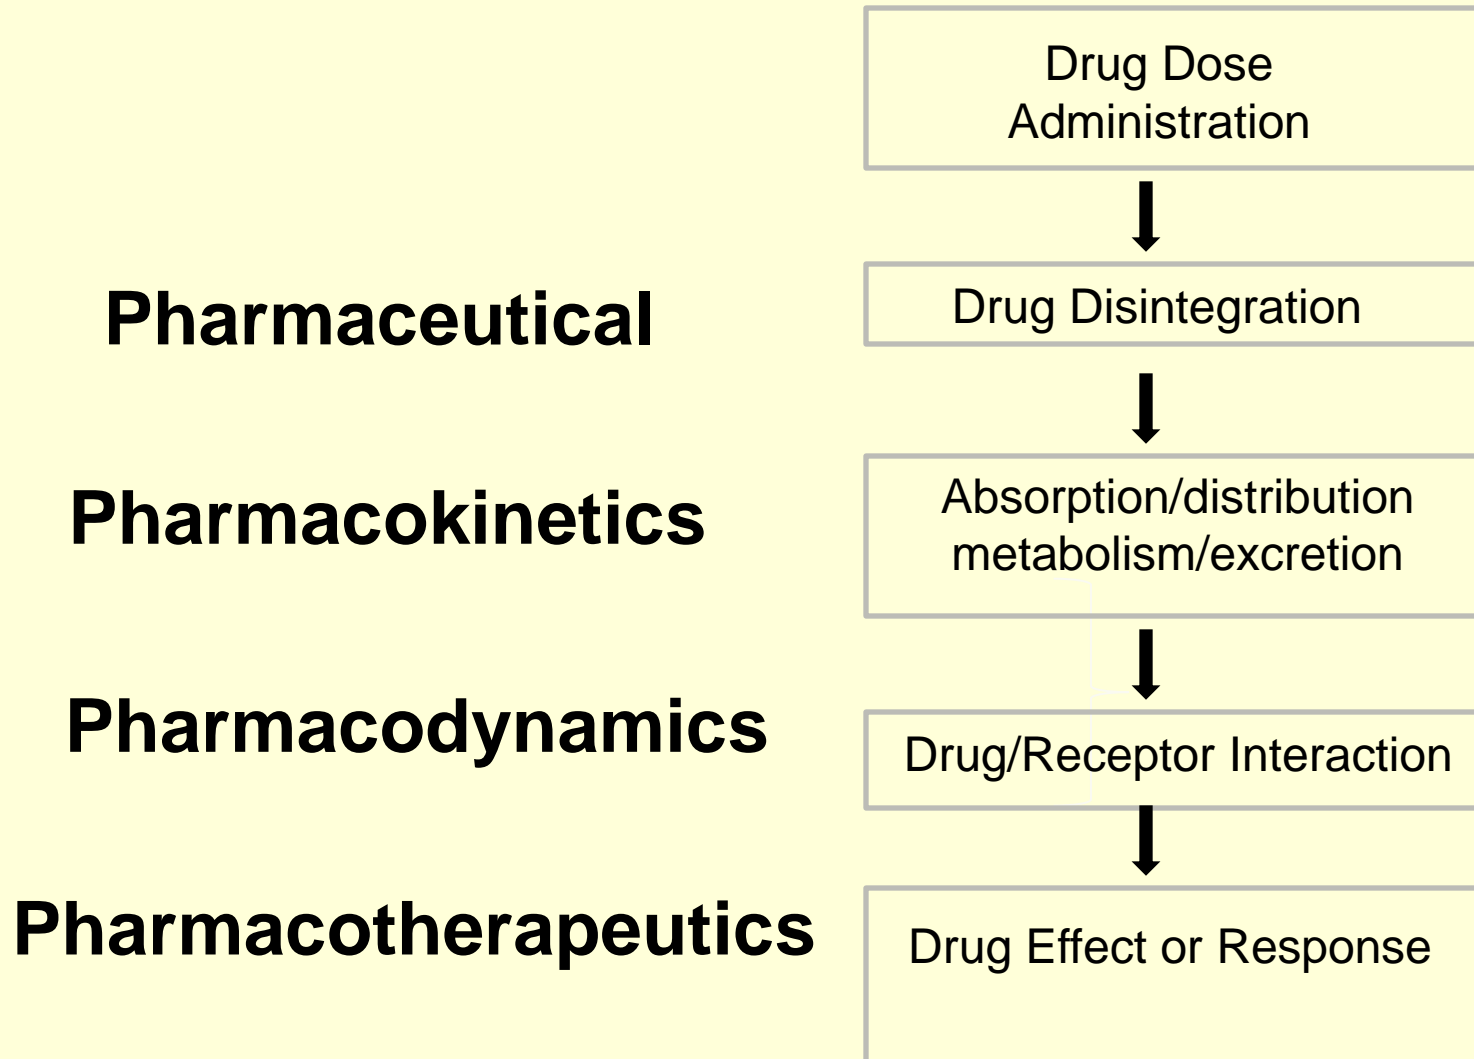 Drug Dose
Administration
Pharmaceutical
Drug Disintegration
Pharmacokinetics
Absorption/distribution
metabolism/excretion
Pharmacodynamics
Drug/Receptor Interaction
Pharmacotherapeutics
Drug Effect or Response